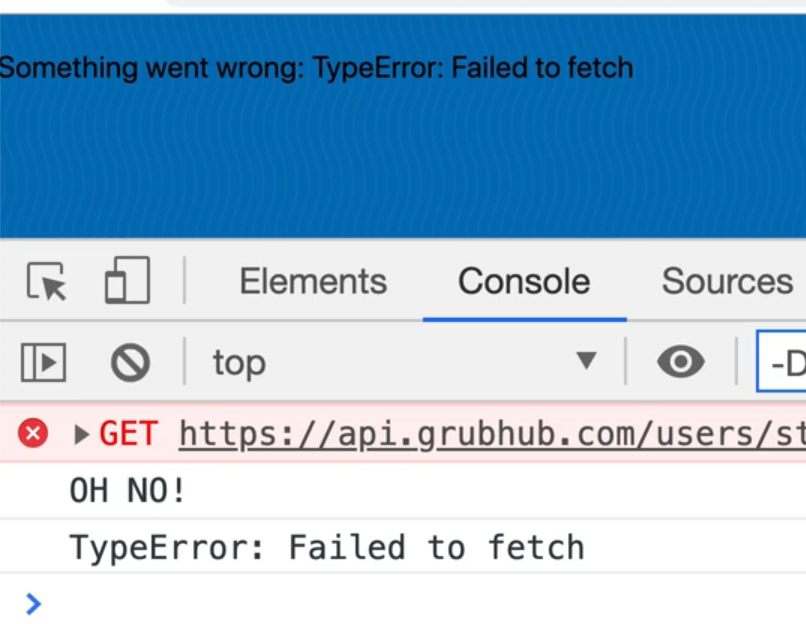 Something went wrong: TypeError: Failed to fetch
Elements Console Sources
top
GET https://api.grubhub.com/users/st
OH NO!
TypeError: Failed to fetch